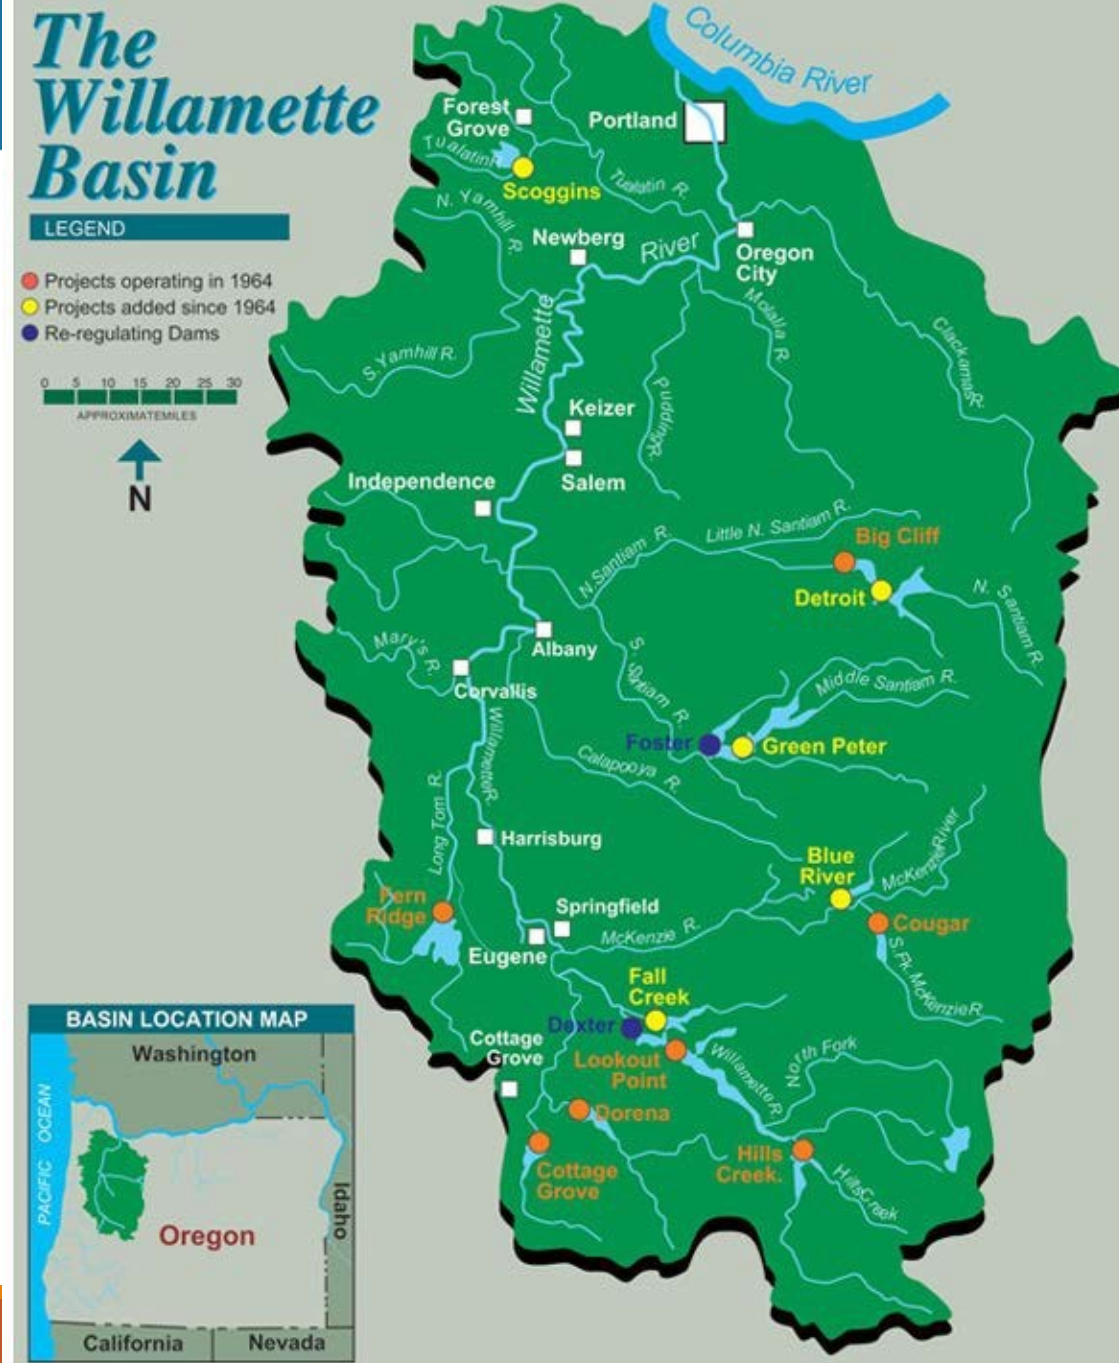 The
Willamette
Basin
LEGEND
Projects operating in 1964
Projects added since 1964
Re-regulating Dams
0 5 10 15 20 25 30
APPROXIMATEMILES
N
Columbia River
Forest
Grove
Portland
Tualatin R.
Scoggins
Tualatin R.
N. Yamhill R.
Newberg
River
Oregon
City
Willamette
Molalla R.
Clackamas R.
S. Yamhill R.
Pudding R.
Keizer
Salem
Independence
N. Santiam R.
Little N. Santiam R.
Big Cliff
Detroit
N. Santiam R.
Albany
Mary's R.
Corvallis
S. Santiam R.
Middle Santiam R.
Foster
Green Peter
Willamette R.
Calapooya R.
Long Tom R.
Harrisburg
Blue
River
McKenzie River
Fern
Ridge
Springfield
Eugene
McKenzie R.
Cougar
S. Fk. McKenzie R.
Fall
Creek
Dexter
Lookout
Point
Willamette R.
North Fork
Cottage
Grove
Dorena
Cottage
Grove
Hills
Creek.
Hills Creek
BASIN LOCATION MAP
Washington
PACIFIC OCEAN
Idaho
Oregon
California
Nevada